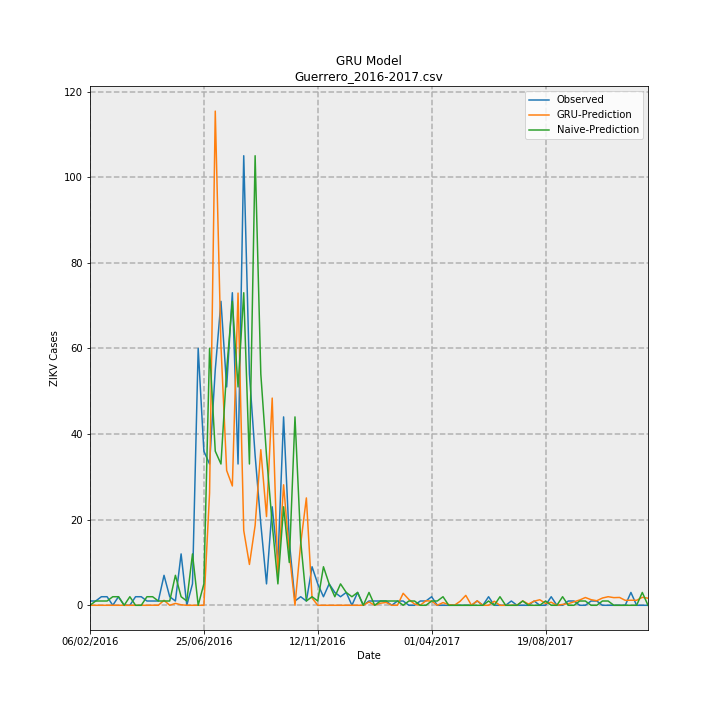 GRU Model
Guerrero_2016-2017.csv
Observed
GRU-Prediction
Naive-Prediction
ZIKV Cases
120
100
80
60
40
20
0
06/02/2016
25/06/2016
12/11/2016
01/04/2017
19/08/2017
Date